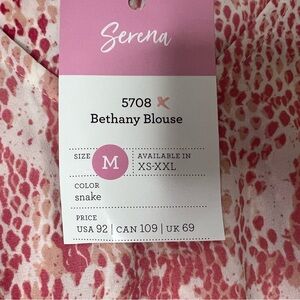 Serena
5708
Bethany Blouse
SIZE M AVAILABLE IN
XS-XXL
COLOR
snake
PRICE
USA 92 | CAN 109 | UK 69